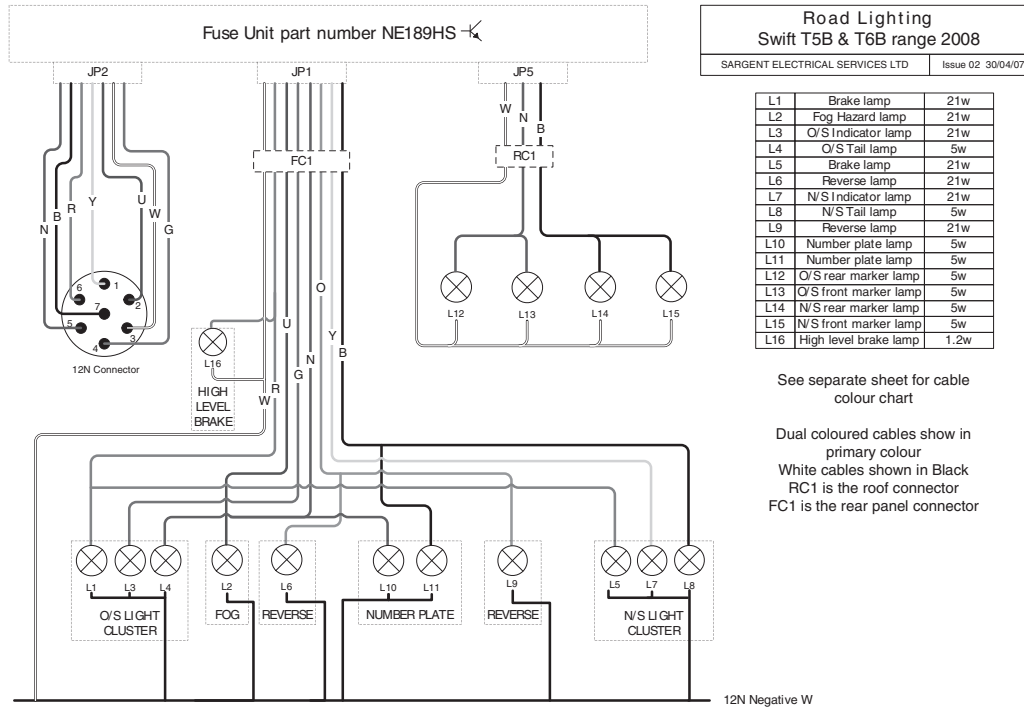 Fuse Unit part number NE189HS
Road Lighting
Swift T5B & T6B range 2008
SARGENT ELECTRICAL SERVICES LTD Issue 02 30/04/07
JP2 JP1 JP5
W
N
B
FC1
RC1
L1 Brake lamp 21w
L2 Fog Hazard lamp 21w
L3 O/S Indicator lamp 21w
L4 O/S Tail lamp 5w
L5 Brake lamp 21w
L6 Reverse lamp 21w
L7 N/S Indicator lamp 21w
L8 N/S Tail lamp 5w
L9 Reverse lamp 21w
L10 Number plate lamp 5w
L11 Number plate lamp 5w
L12 O/S rear marker lamp 5w
L13 O/S front marker lamp 5w
L14 N/S rear marker lamp 5w
L15 N/S front marker lamp 5w
L16 High level brake lamp 1.2w
N B R Y U W G
6 1
7 2
5 3
4
12N Connector
L12 L13 L14 L15
O
U
Y
N
B
G
R
W
L16
HIGH
LEVEL
BRAKE
See separate sheet for cable
colour chart
Dual coloured cables show in
primary colour
White cables shown in Black
RC1 is the roof connector
FC1 is the rear panel connector
L1 L3 L4
O/S LIGHT
CLUSTER
L2
FOG
L6
REVERSE
L10 L11
NUMBER PLATE
L9
REVERSE
L5 L7 L8
N/S LIGHT
CLUSTER
12N Negative W